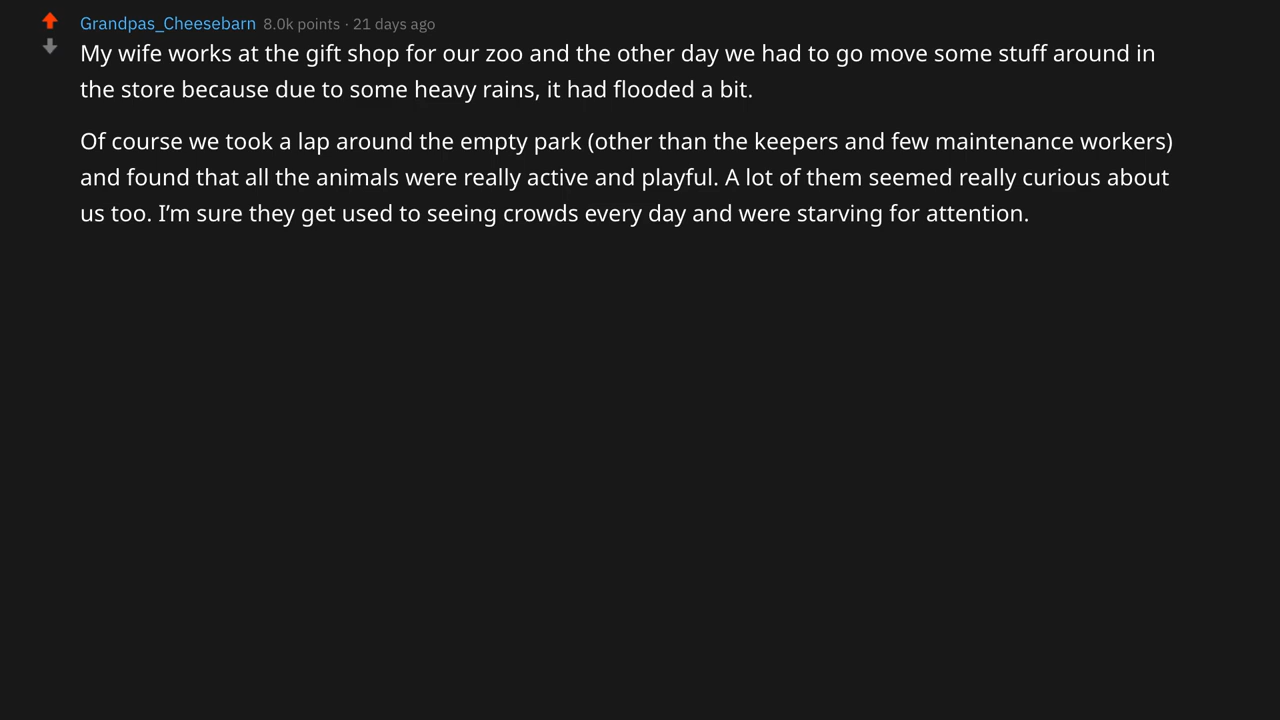 Grandpas_Cheesebarn 8.0k points · 21 days ago
My wife works at the gift shop for our zoo and the other day we had to go move some stuff around in
the store because due to some heavy rains, it had flooded a bit.
Of course we took a lap around the empty park (other than the keepers and few maintenance workers)
and found that all the animals were really active and playful. A lot of them seemed really curious about
us too. I’m sure they get used to seeing crowds every day and were starving for attention.